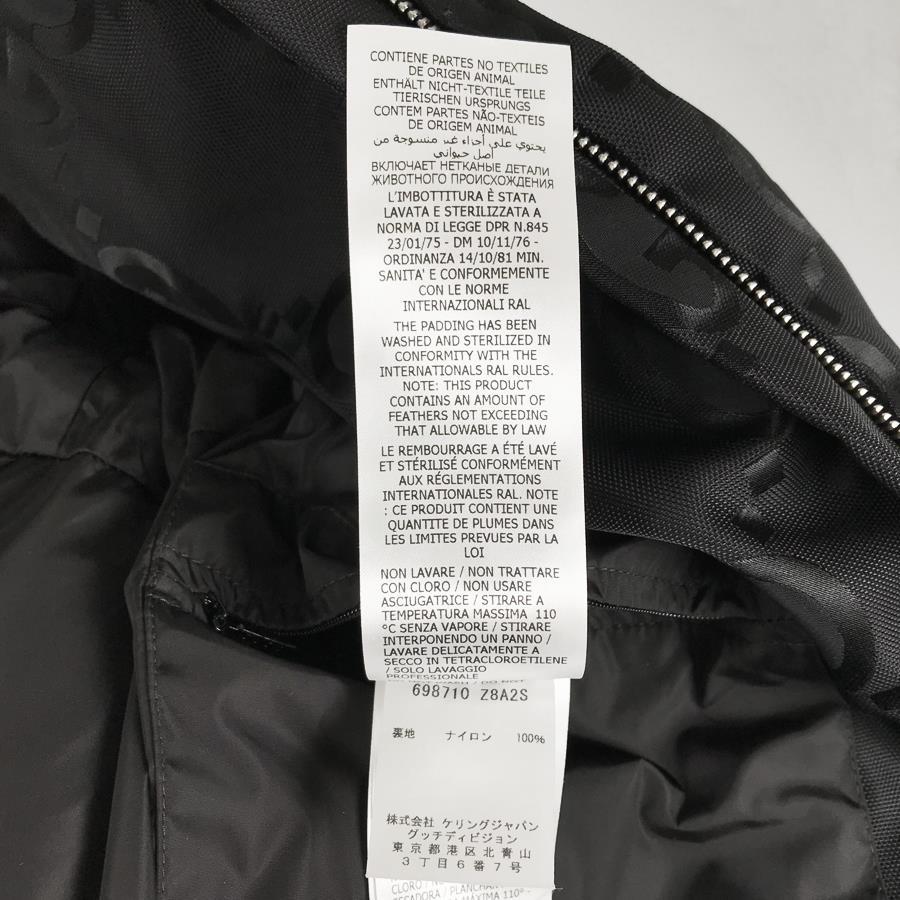 CONTIENE PARTES NO TEXTILES
DE ORIGEN ANIMAL
ENTHÄLT NICHT-TEXTILE TEILE
TIERISCHEN URSPRUNGS
CONTEM PARTES NÃO-TEXTEIS
DE ORIGEM ANIMAL
يحتوي على أجزاء غير منسوجة من
أصل حيواني
ВКЛЮЧАЕТ НЕТКАНЫЕ ДЕТАЛИ
ЖИВОТНОГО ПРОИСХОЖДЕНИЯ
L'IMBOTTITURA È STATA
LAVATA E STERILIZZATA A
NORMA DI LEGGE DPR N.845
23/01/75 - DM 10/11/76 -
ORDINANZA 14/10/81 MIN.
SANITA' E CONFORMEMENTE
CON LE NORME
INTERNAZIONALI RAL
THE PADDING HAS BEEN
WASHED AND STERILIZED IN
CONFORMITY WITH THE
INTERNATIONALS RAL RULES.
NOTE: THIS PRODUCT
CONTAINS AN AMOUNT OF
FEATHERS NOT EXCEEDING
THAT ALLOWABLE BY LAW
LE REMBOURRAGE A ÉTÉ LAVÉ
ET STÉRILISÉ CONFORMÉMENT
AUX RÉGLEMENTATIONS
INTERNATIONALES RAL. NOTE
: CE PRODUIT CONTIENT UNE
QUANTITE DE PLUMES DANS
LES LIMITES PREVUES PAR LA
LOI
NON LAVARE / NON TRATTARE
CON CLORO / NON USARE
ASCIUGATRICE / STIRARE A
TEMPERATURA MASSIMA 110
°C SENZA VAPORE / STIRARE
INTERPONENDO UN PANNO /
LAVARE DELICATAMENTE A
SECCO IN TETRACLOROETILENE
/ SOLO LAVAGGIO
PROFESSIONALE
698710 Z8A2S
裏地 ナイロン 100%
株式会社 ケリングジャパン
グッチディビジョン
東京都港区北青山
3丁目6番7号
MAXIMA 110°